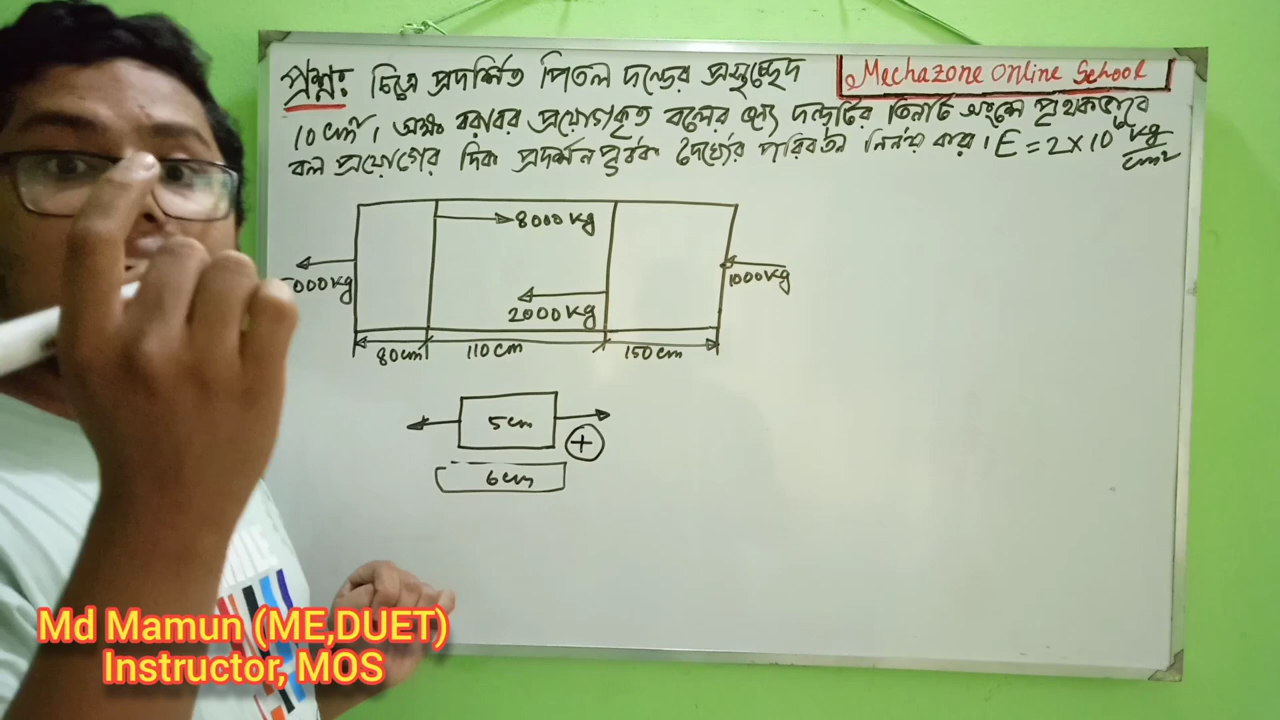 প্রশ্নঃ চিত্রে প্রদর্শিত পিতল দন্ডের প্রস্থচ্ছেদ
Mechazone Online School
10 cm², অক্ষ বরাবর প্রয়োগকৃত বলের জন্য দন্ডটির তিনটি অংশে পৃথকভাবে
বল প্রয়োগের দিক প্রদর্শনপূর্বক দৈর্ঘ্যের পরিবর্তন নির্ণয় কর। E = 2×10 kg/cm²
8000 kg
000 kg
1000 kg
2000 kg
80 cm
110 cm
150 cm
5 cm
+
6 cm
Md Mamun (ME,DUET)
Instructor, MOS